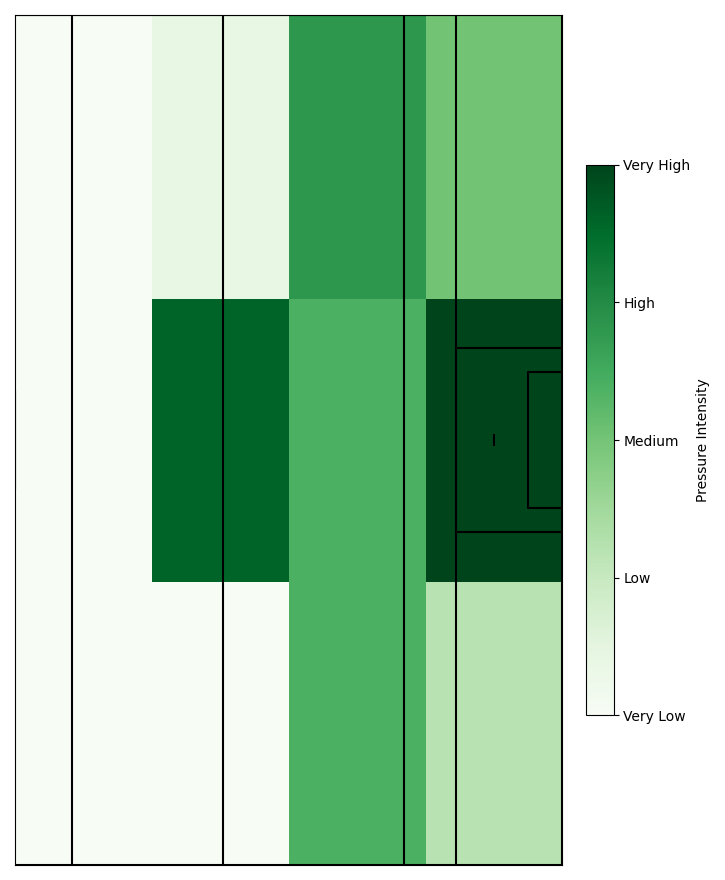 Very High
High
Medium
Low
Very Low
Pressure Intensity